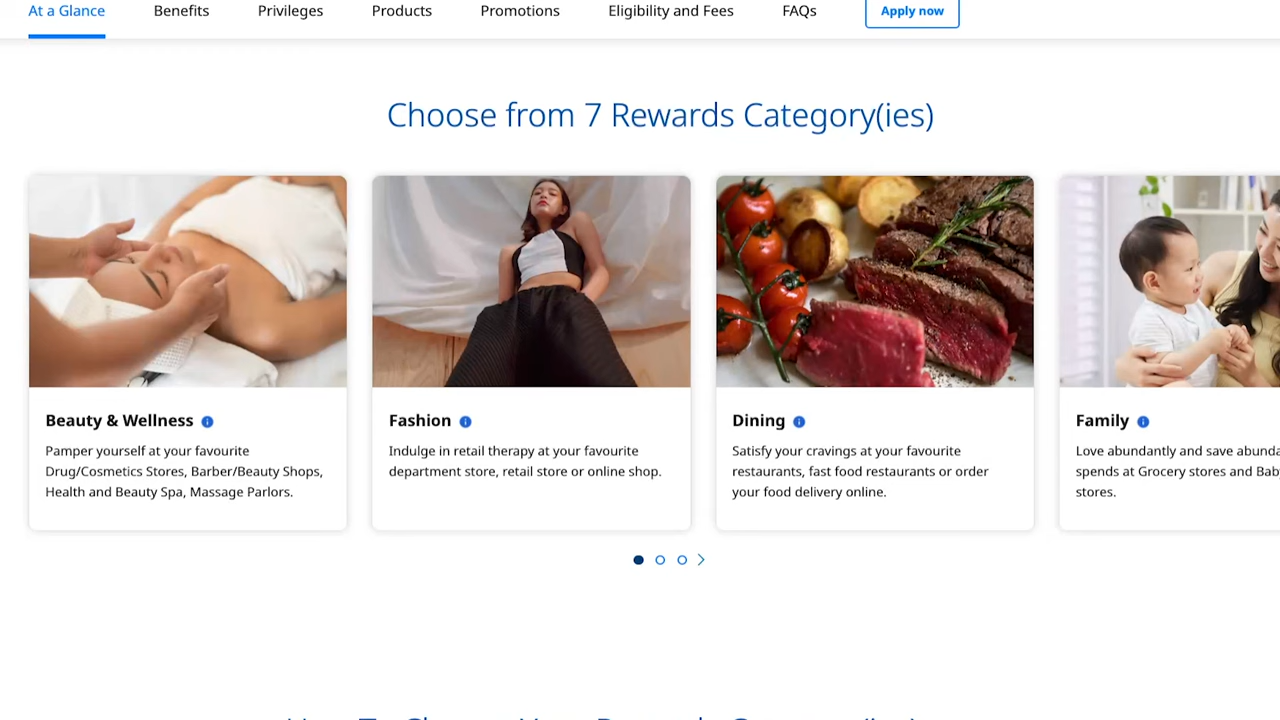 At a Glance
Benefits
Privileges
Products
Promotions
Eligibility and Fees
FAQs
Apply now
Choose from 7 Rewards Category(ies)
Beauty & Wellness
Pamper yourself at your favourite
Drug/Cosmetics Stores, Barber/Beauty Shops,
Health and Beauty Spa, Massage Parlors.
Fashion
Indulge in retail therapy at your favourite
department store, retail store or online shop.
Dining
Satisfy your cravings at your favourite
restaurants, fast food restaurants or order
your food delivery online.
Family
Love abundantly and save
spends at Grocery stores and
stores.